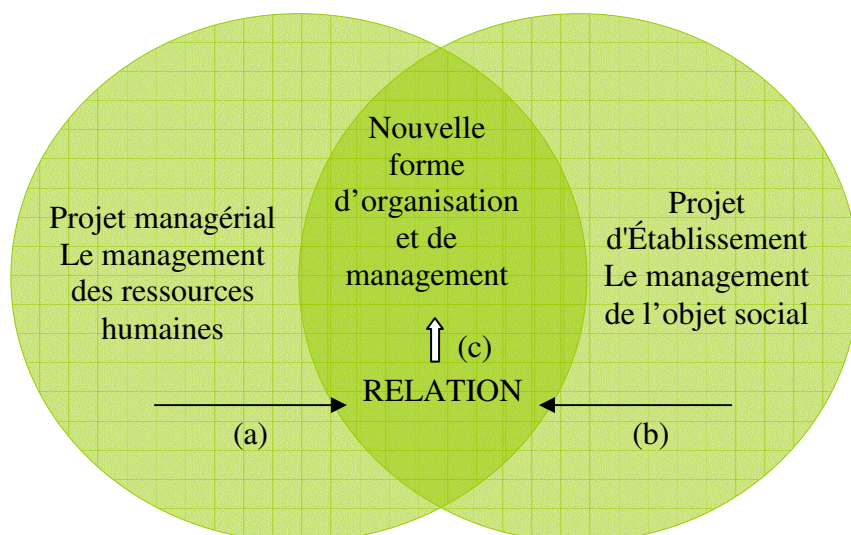 Projet managérial
Le management
des ressources
humaines
Nouvelle
forme
d’organisation
et de
management
(c)
RELATION
Projet
d'Établissement
Le management
de l’objet social
(a)
(b)